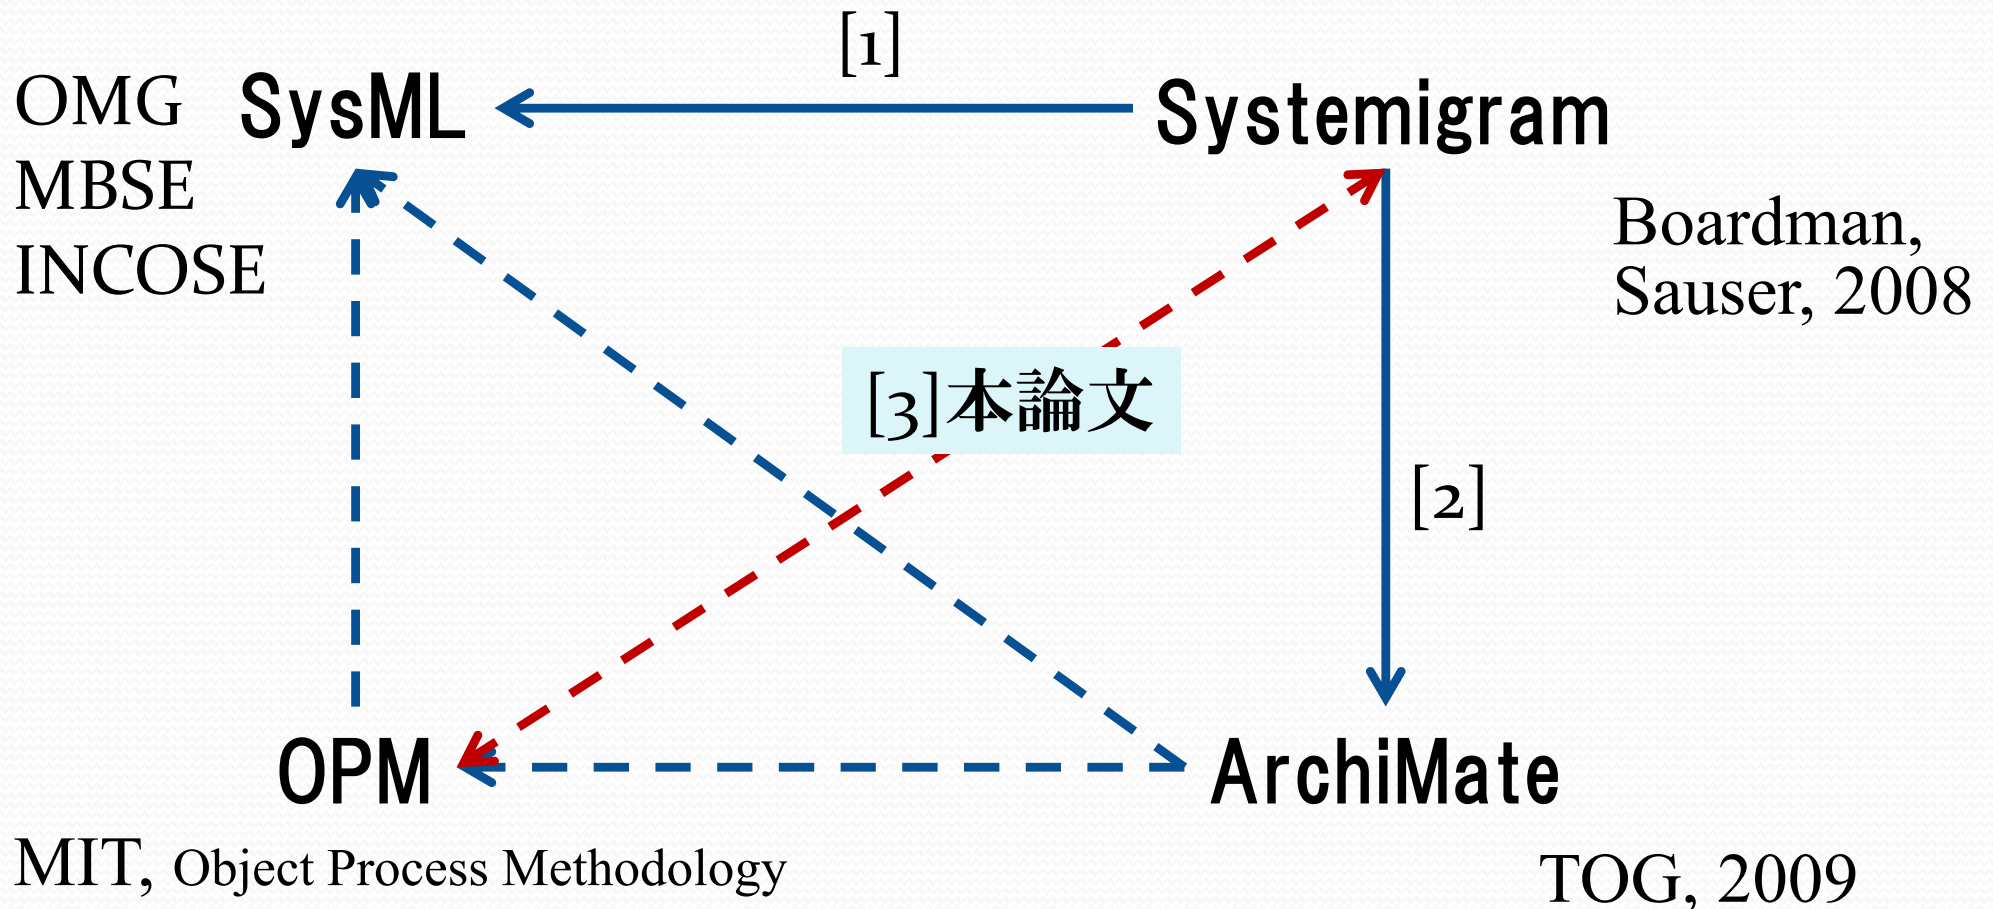 [1]
OMG
SysML
Systemigram
MBSE
INCOSE
Boardman,
Sauser, 2008
[3]本論文
[2]
OPM
ArchiMate
MIT, Object Process Methodology
TOG, 2009